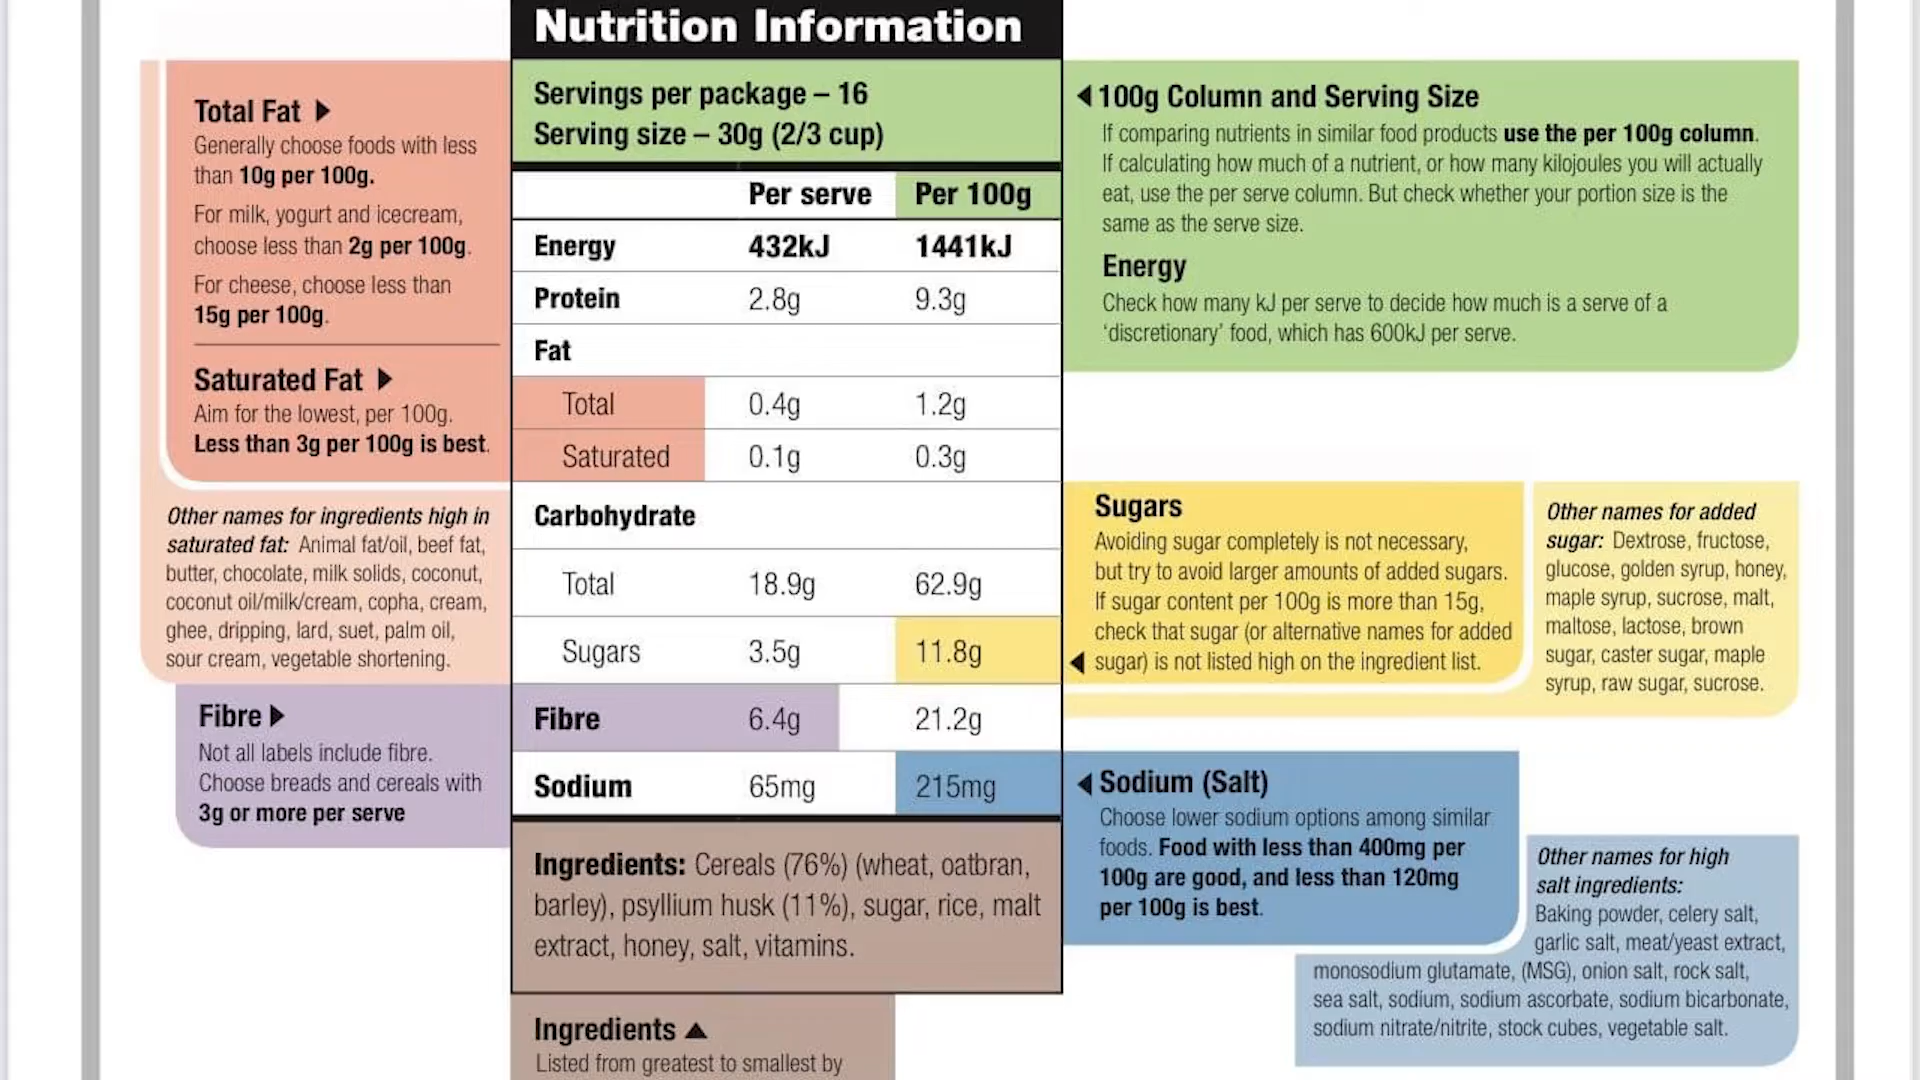 Nutrition Information
Servings per package – 16
Serving size – 30g (2/3 cup)
Per serve Per 100g
Energy 432kJ 1441kJ
Protein 2.8g 9.3g
Fat
Total 0.4g 1.2g
Saturated 0.1g 0.3g
Carbohydrate
Total 18.9g 62.9g
Sugars 3.5g 11.8g
Fibre 6.4g 21.2g
Sodium 65mg 215mg
Ingredients: Cereals (76%) (wheat, oatbran,
barley), psyllium husk (11%), sugar, rice, malt
extract, honey, salt, vitamins.
Ingredients ▲
Listed from greatest to smallest by
Total Fat ▶
Generally choose foods with less
than 10g per 100g.
For milk, yogurt and icecream,
choose less than 2g per 100g.
For cheese, choose less than
15g per 100g.
Saturated Fat ▶
Aim for the lowest, per 100g.
Less than 3g per 100g is best.
Other names for ingredients high in
saturated fat: Animal fat/oil, beef fat,
butter, chocolate, milk solids, coconut,
coconut oil/milk/cream, copha, cream,
ghee, dripping, lard, suet, palm oil,
sour cream, vegetable shortening.
Fibre ▶
Not all labels include fibre.
Choose breads and cereals with
3g or more per serve
◀ 100g Column and Serving Size
If comparing nutrients in similar food products use the per 100g column.
If calculating how much of a nutrient, or how many kilojoules you will actually
eat, use the per serve column. But check whether your portion size is the
same as the serve size.
Energy
Check how many kJ per serve to decide how much is a serve of a
‘discretionary’ food, which has 600kJ per serve.
Sugars
Avoiding sugar completely is not necessary,
but try to avoid larger amounts of added sugars.
If sugar content per 100g is more than 15g,
check that sugar (or alternative names for added
◀ sugar) is not listed high on the ingredient list.
Other names for added
sugar: Dextrose, fructose,
glucose, golden syrup, honey,
maple syrup, sucrose, malt,
maltose, lactose, brown
sugar, caster sugar, maple
syrup, raw sugar, sucrose.
◀ Sodium (Salt)
Choose lower sodium options among similar
foods. Food with less than 400mg per
100g are good, and less than 120mg
per 100g is best.
Other names for high
salt ingredients:
Baking powder, celery salt,
garlic salt, meat/yeast extract,
monosodium glutamate, (MSG), onion salt, rock salt,
sea salt, sodium, sodium ascorbate, sodium bicarbonate,
sodium nitrate/nitrite, stock cubes, vegetable salt.